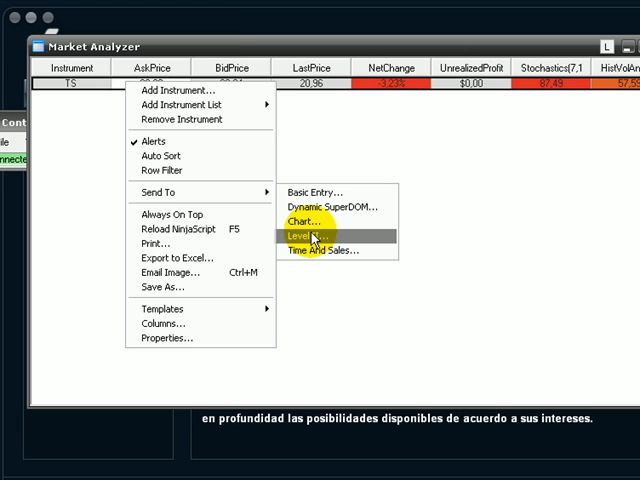 Market Analyzer
L
Instrument AskPrice BidPrice LastPrice NetChange UnrealizedProfit Stochastics(7,1 HistVolAn
TS 20,96 -3,23% $0,00 87,49 57,59
Add Instrument...
Add Instrument List
Remove Instrument
Alerts
Auto Sort
Row Filter
Send To
Always On Top
Reload NinjaScript F5
Print...
Export to Excel...
Email Image... Ctrl+M
Save As...
Templates
Columns...
Properties...
Basic Entry...
Dynamic SuperDOM...
Chart...
Level
Time And Sales...
Cont
ile
nnecte
en profundidad las posibilidades disponibles de acuerdo a sus intereses.